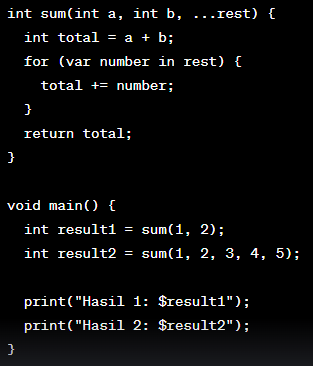 int sum(int a, int b, ...rest) {
  int total = a + b;
  for (var number in rest) {
    total += number;
  }
  return total;
}

void main() {
  int result1 = sum(1, 2);
  int result2 = sum(1, 2, 3, 4, 5);

  print("Hasil 1: $result1");
  print("Hasil 2: $result2");
}